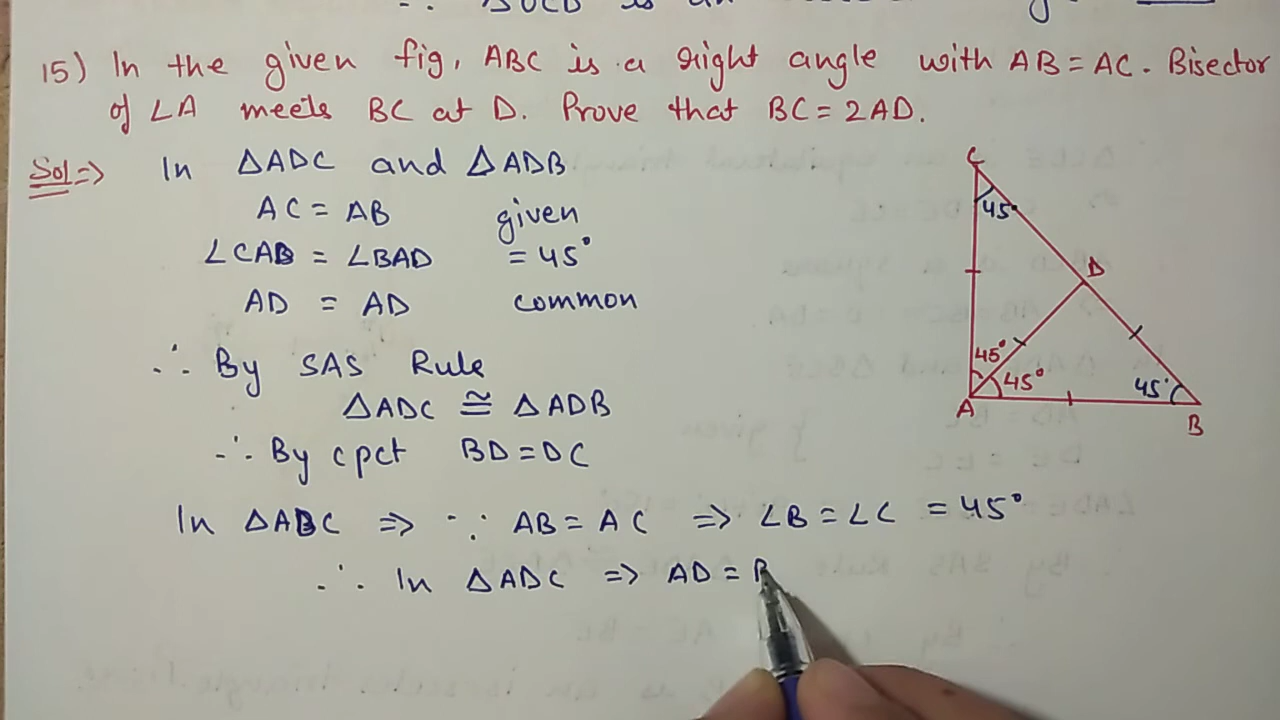 15) In the given fig, ABC is a right angle with AB = AC. Bisector
of ∠A meets BC at D. Prove that BC = 2AD.
Sol => In ΔADC and ΔADB
AC = AB given
∠CAB = ∠BAD = 45°
AD = AD common
∴ By SAS Rule
ΔADC ≅ ΔADB
∴ By cpct BD = DC
In ΔABC => ∵ AB = AC => ∠B = ∠C = 45°
∴ In ΔADC => AD =
C
45°
D
45°
45°
45°
A
B